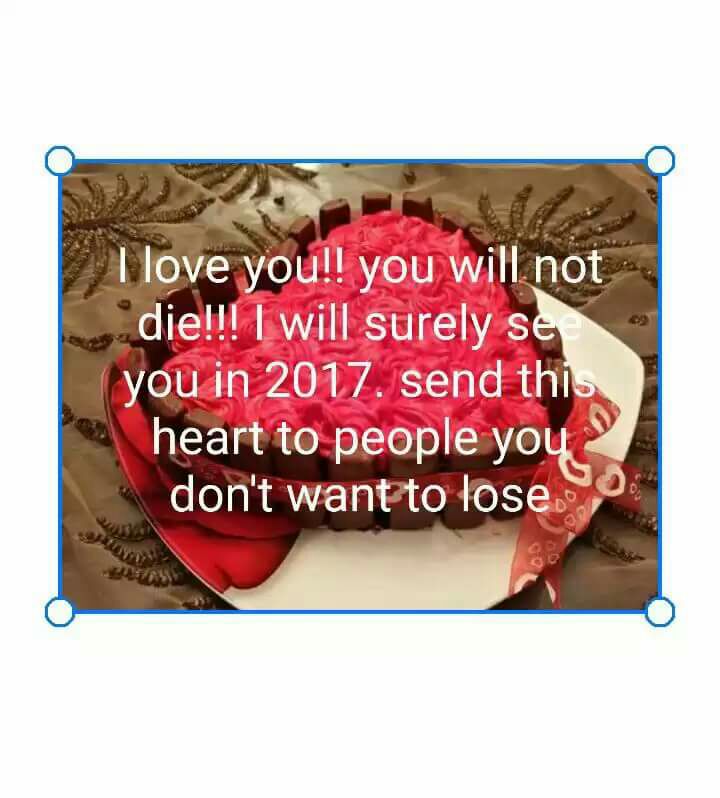 I love you!! you will not
die!!! I will surely see
you in 2017. send this
heart to people you
don't want to lose